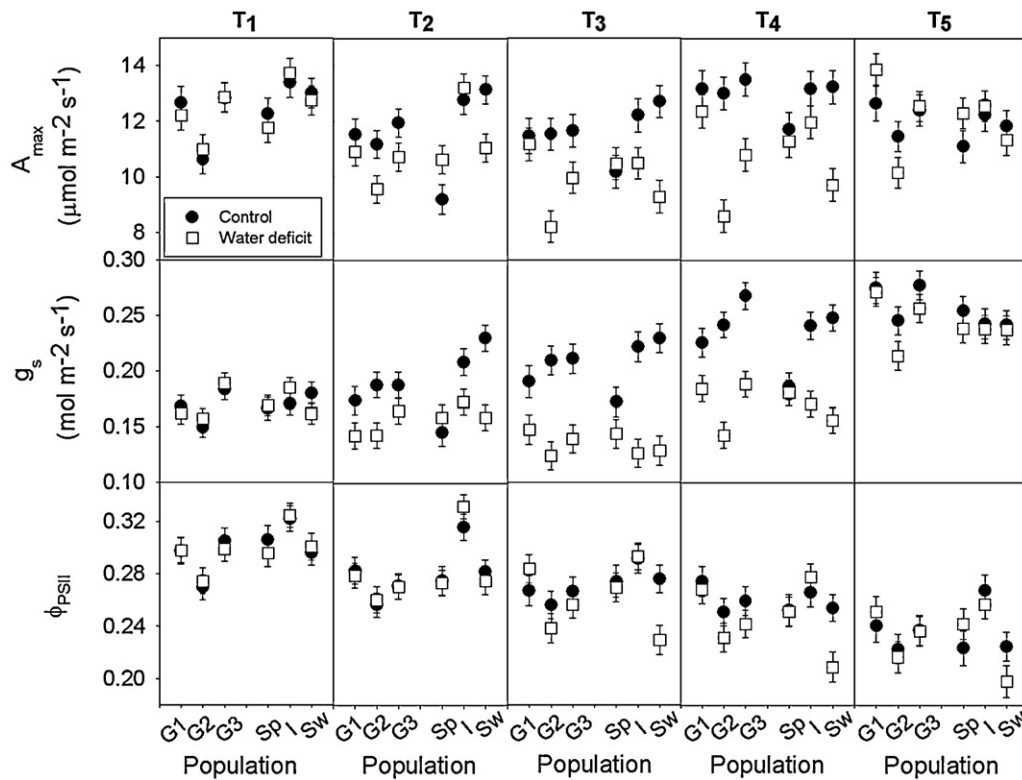 T1 T2 T3 T4 T5
Amax
(μmol m-2 s-1)
14
12
10
8
Control
Water deficit
gs
(mol m-2 s-1)
0.30
0.25
0.20
0.15
0.10
ϕPSII
0.32
0.28
0.24
0.20
G1 G2 G3 Sp I Sw G1 G2 G3 Sp I Sw G1 G2 G3 Sp I Sw G1 G2 G3 Sp I Sw G1 G2 G3 Sp I Sw
Population Population Population Population Population